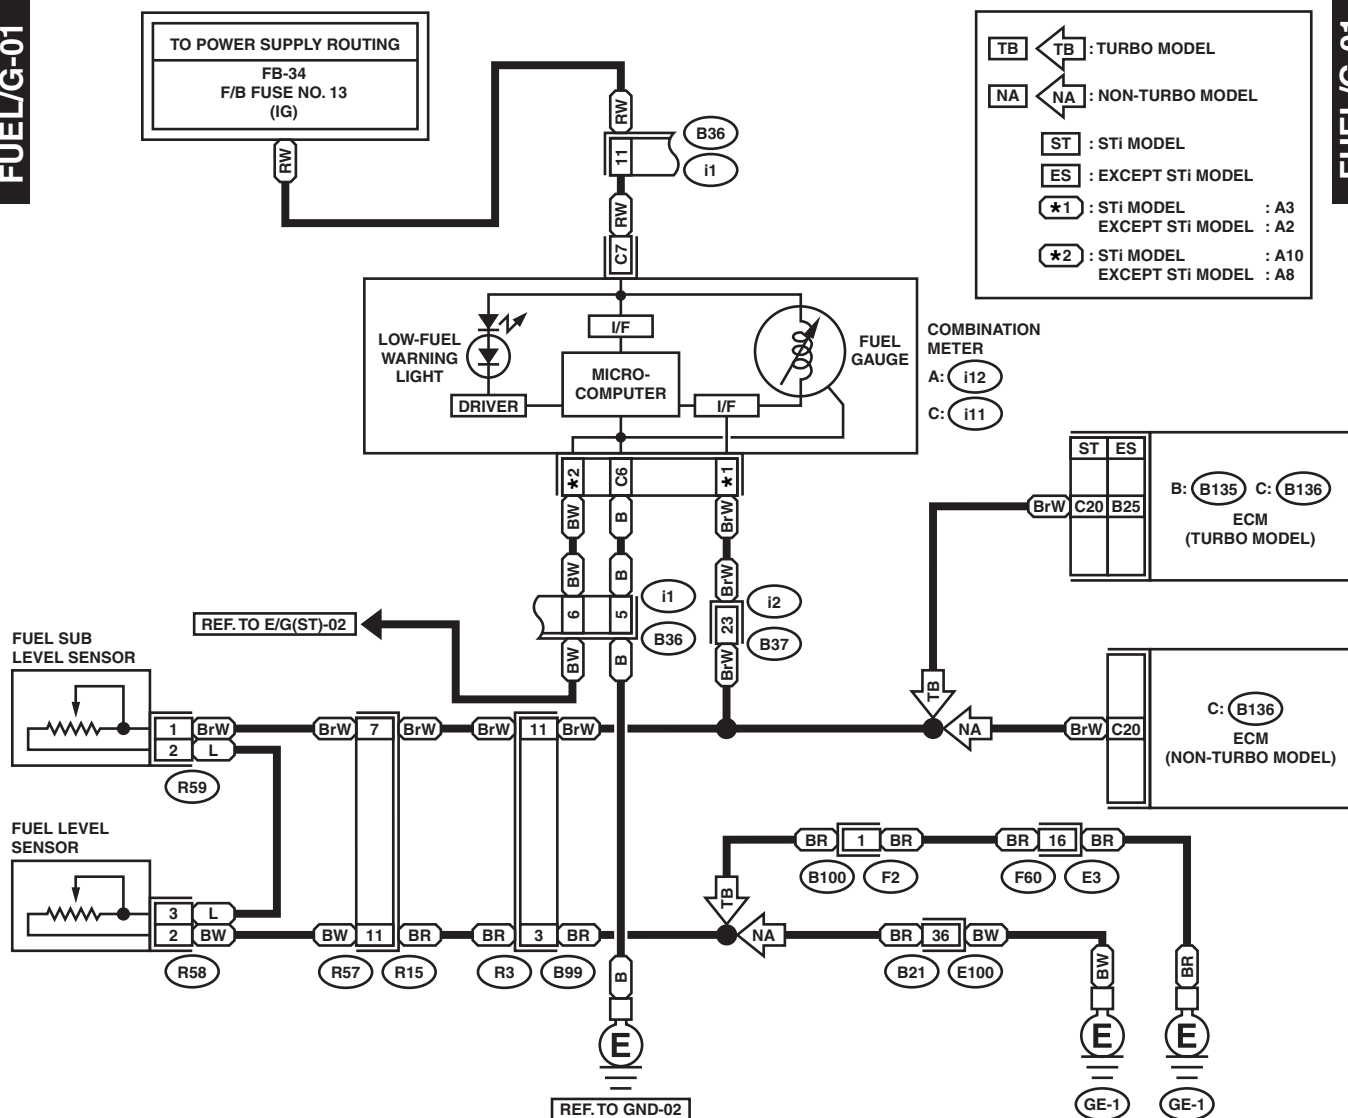 FUEL/G-01
TO POWER SUPPLY ROUTING
FB-34
F/B FUSE NO. 13
(IG)
RW
RW
11
B36
i1
RW
C7
TB TB : TURBO MODEL
NA NA : NON-TURBO MODEL
ST : STi MODEL
ES : EXCEPT STi MODEL
*1 : STi MODEL : A3
EXCEPT STi MODEL : A2
*2 : STi MODEL : A10
EXCEPT STi MODEL : A8
LOW-FUEL
WARNING
LIGHT
I/F
MICRO-
COMPUTER
DRIVER
I/F
FUEL
GAUGE
COMBINATION
METER
A: i12
C: i11
*2 C6 *1
BW B BrW
BW B BrW
6 5 23
i1
B36
i2
B37
BW B BrW
REF. TO E/G(ST)-02
ST ES
BrW C20 B25
B: B135 C: B136
ECM
(TURBO MODEL)
TB
NA
BrW C20
C: B136
ECM
(NON-TURBO MODEL)
FUEL SUB
LEVEL SENSOR
1 BrW BrW 7 BrW BrW 11 BrW
2 L
R59
FUEL LEVEL
SENSOR
3 L
2 BW BW 11 BR BR 3 BR
R58
R57 R15
R3 B99
TB
BR 1 BR BR 16 BR
B100 F2 F60 E3
NA
BR 36 BW
B21 E100
B
E
REF. TO GND-02
BW
E
GE-1
BR
E
GE-1